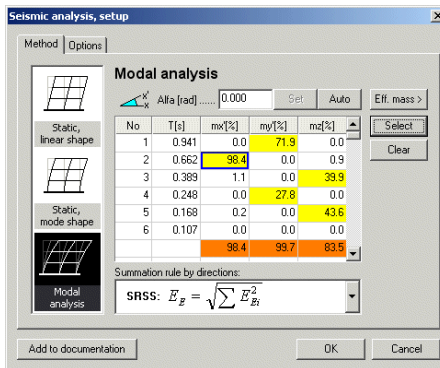 Seismic analysis, setup
Method Options
Modal analysis
x' x Alfa [rad] ...... 0.000 Set Auto Eff. mass >
No T[s] mx'[%] my'[%] mz[%] Select
1 0.941 0.0 71.9 0.0
2 0.662 98.4 0.0 0.9 Clear
3 0.389 1.1 0.0 39.9
4 0.248 0.0 27.8 0.0
5 0.168 0.2 0.0 43.6
6 0.107 0.0 0.0 0.0
98.4 99.7 83.5
Static,
linear shape
Static,
mode shape
Modal
analysis
Summation rule by directions:
SRSS: E_E = √∑ E_Ei^2
Add to documentation OK Cancel